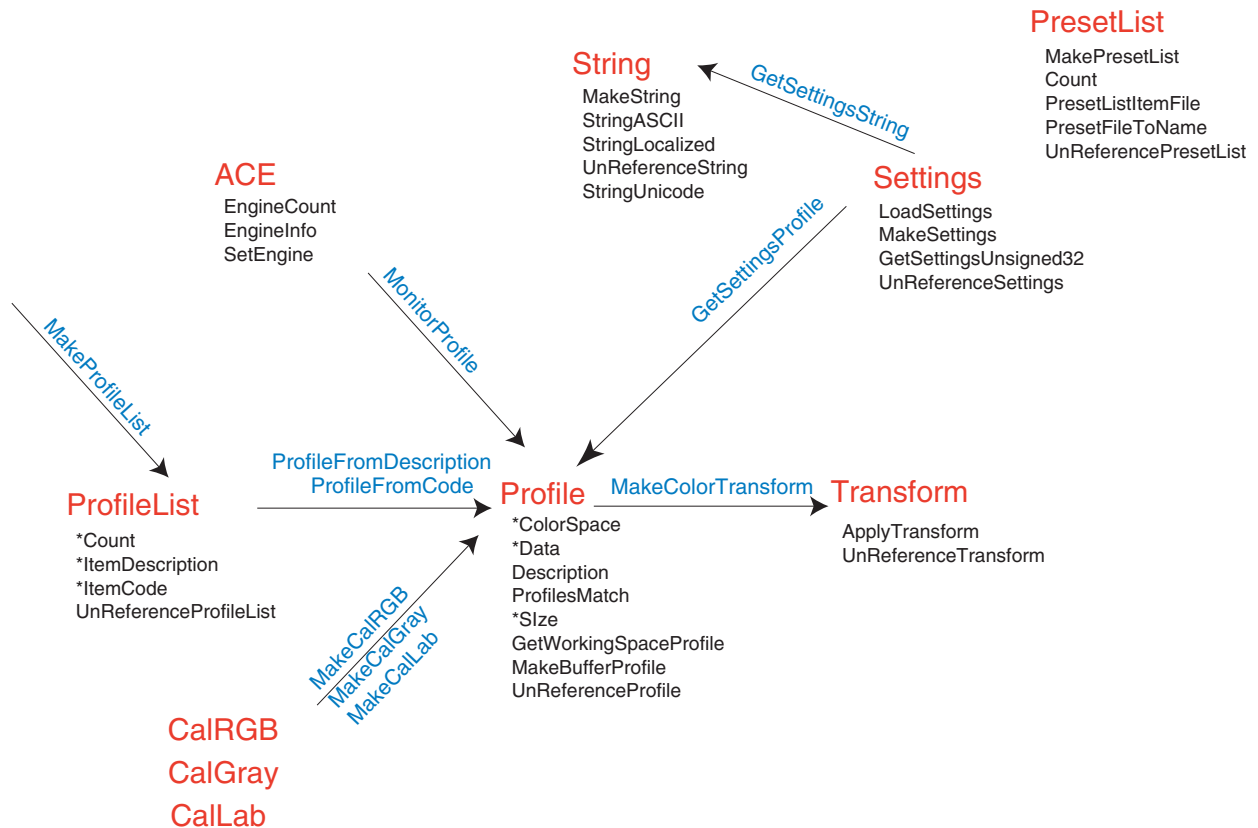 PresetList
MakePresetList
Count
PresetListItemFile
PresetFileToName
UnReferencePresetList
String
MakeString
StringASCII
StringLocalized
UnReferenceString
StringUnicode
GetSettingsString
Settings
LoadSettings
MakeSettings
GetSettingsUnsigned32
UnReferenceSettings
ACE
EngineCount
EngineInfo
SetEngine
MonitorProfile
GetSettingsProfile
MakeProfileList
ProfileList
*Count
*ItemDescription
*ItemCode
UnReferenceProfileList
ProfileFromDescription
ProfileFromCode
Profile
*ColorSpace
*Data
Description
ProfilesMatch
*SIze
GetWorkingSpaceProfile
MakeBufferProfile
UnReferenceProfile
MakeColorTransform
Transform
ApplyTransform
UnReferenceTransform
MakeCalRGB
MakeCalGray
MakeCalLab
CalRGB
CalGray
CalLab